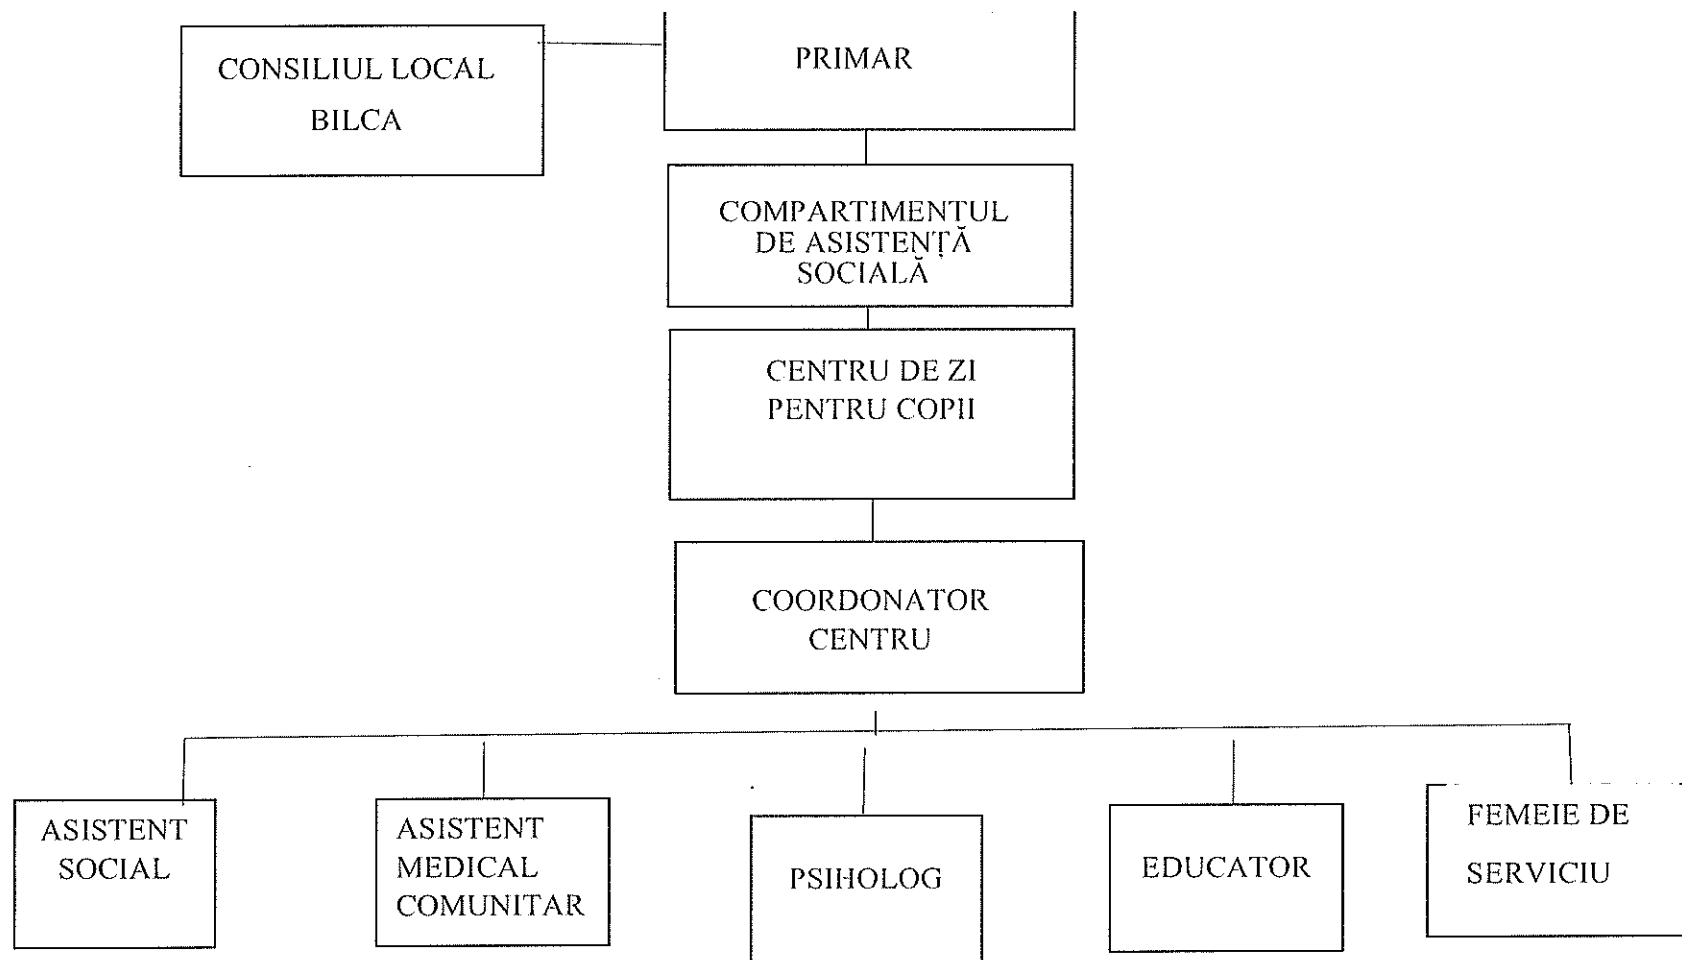 CONSILIUL LOCAL
BILCA
PRIMAR
COMPARTIMENTUL
DE ASISTENȚĂ
SOCIALĂ
CENTRU DE ZI
PENTRU COPII
COORDONATOR
CENTRU
ASISTENT
SOCIAL
ASISTENT
MEDICAL
COMUNITAR
PSIHOLOG
EDUCATOR
FEMEIE DE
SERVICIU